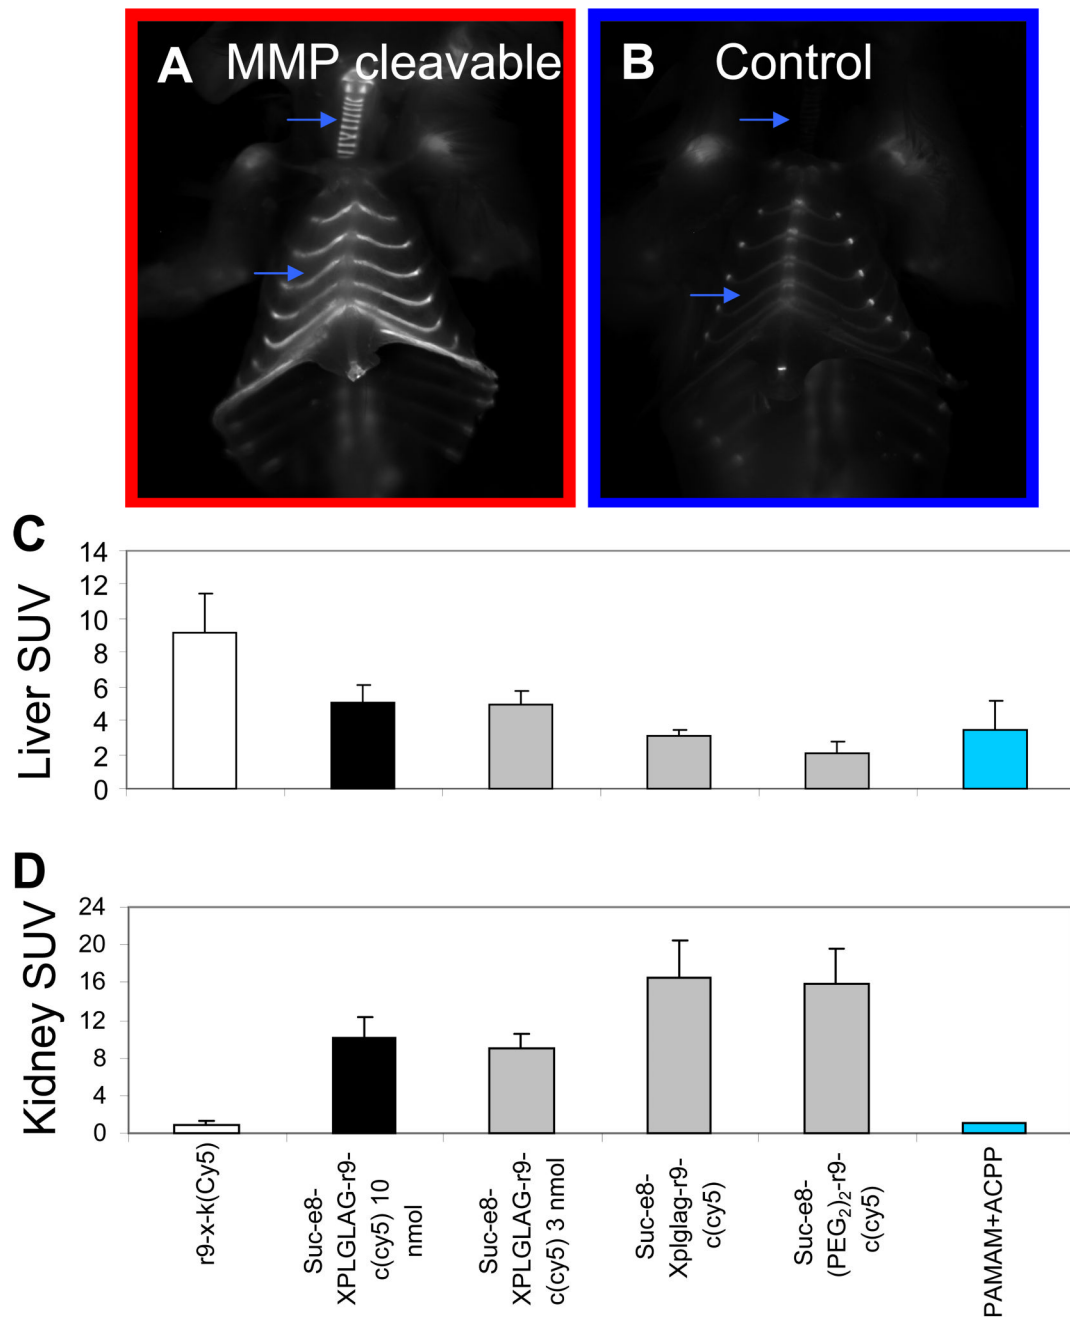 A MMP cleavable
B Control
C
Liver SUV
14
12
10
8
6
4
2
0
D
Kidney SUV
24
20
16
12
8
4
0
r9-x-k(Cy5)
Suc-e8-
XPLGLAG-r9-
c(cy5) 10
nmol
Suc-e8-
XPLGLAG-r9-
c(cy5) 3 nmol
Suc-e8-
Xplglag-r9-
c(cy5)
Suc-e8-
(PEG₂)₂-r9-
c(cy5)
PAMAM+ACPP